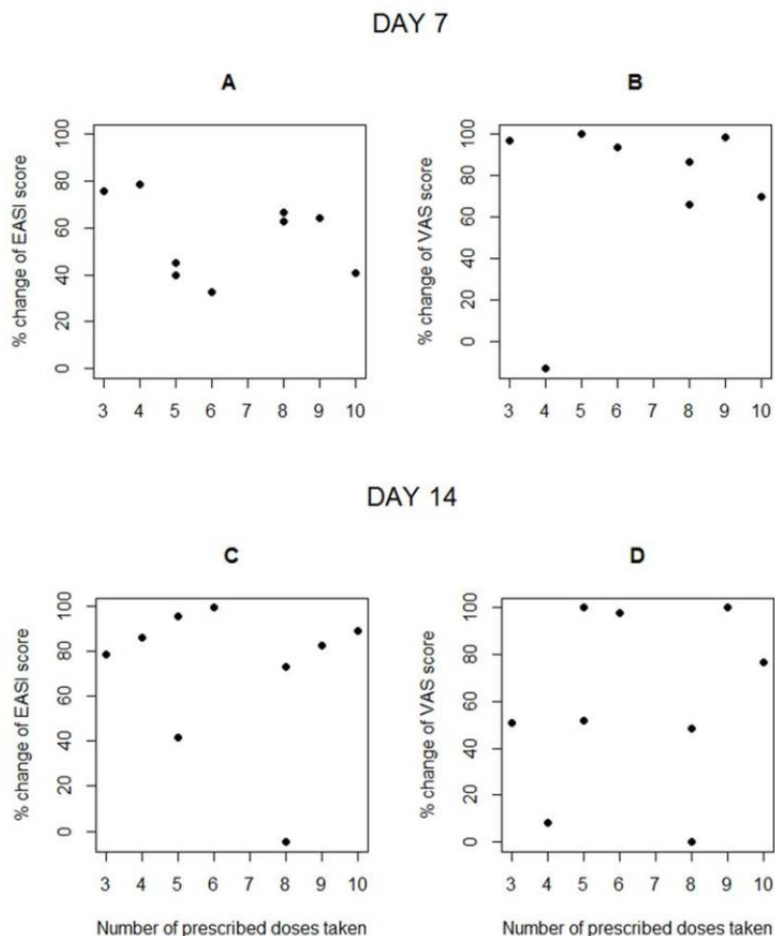 DAY 7
A
B
% change of EASI score
100
80
60
40
20
0
3 4 5 6 7 8 9 10
% change of VAS score
100
80
60
40
20
0
3 4 5 6 7 8 9 10
DAY 14
C
D
% change of EASI score
100
80
60
40
20
0
3 4 5 6 7 8 9 10
Number of prescribed doses taken
% change of VAS score
100
80
60
40
20
0
3 4 5 6 7 8 9 10
Number of prescribed doses taken